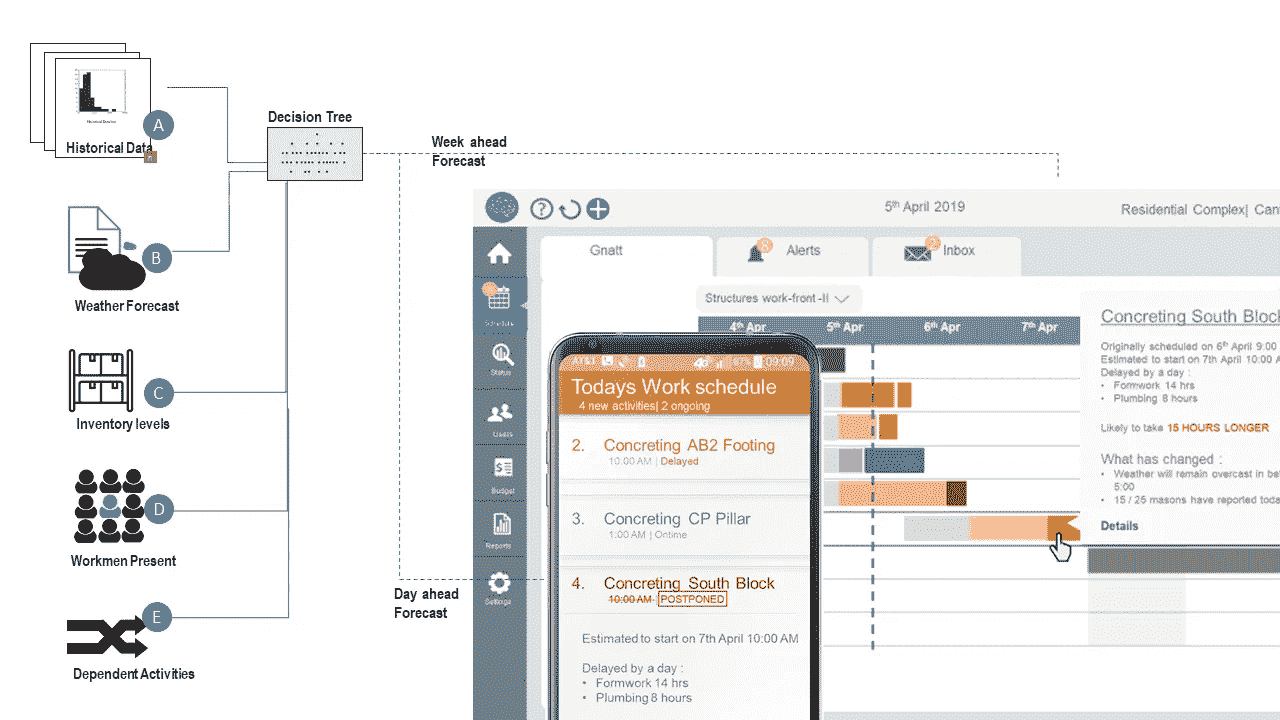 A
Historical Data
B
Weather Forecast
C
Inventory levels
D
Workmen Present
E
Dependent Activities
Decision Tree
Week ahead
Forecast
Day ahead
Forecast
5th April 2019
Residential Complex|
Gnatt
8
Alerts
2
Inbox
Schedule
Status
Users
Budget
Reports
Settings
Structures work-front -II
4th Apr
5th Apr
6th Apr
7th Apr
AT&T
4G
09:09
Todays Work schedule
4 new activities| 2 ongoing
2. Concreting AB2 Footing
10:00 AM | Delayed
3. Concreting CP Pillar
1:00 AM | Ontime
4. Concreting South Block
10:00 AM POSTPONED
Estimated to start on 7th April 10:00 AM
Delayed by a day :
• Formwork 14 hrs
• Plumbing 8 hours
Concreting South Block
Originally scheduled on 6th April 9:00
Estimated to start on 7th April 10:00 A
Delayed by a day :
• Formwork 14 hrs
• Plumbing 8 hours
Likely to take 15 HOURS LONGER
What has changed :
• Weather will remain overcast in
5:00
• 15 / 25 masons have reported toda
Details